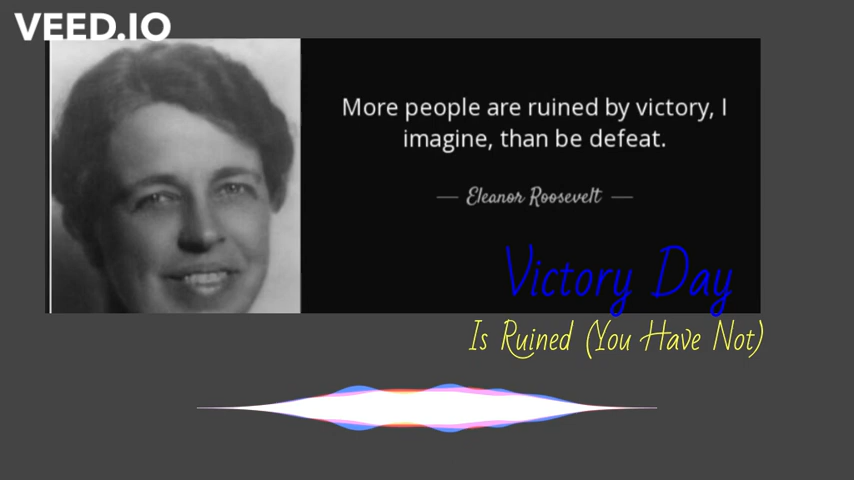 VEED.IO
More people are ruined by victory, I
imagine, than be defeat.
— Eleanor Roosevelt —
Victory Day
Is Ruined (You Have Not)